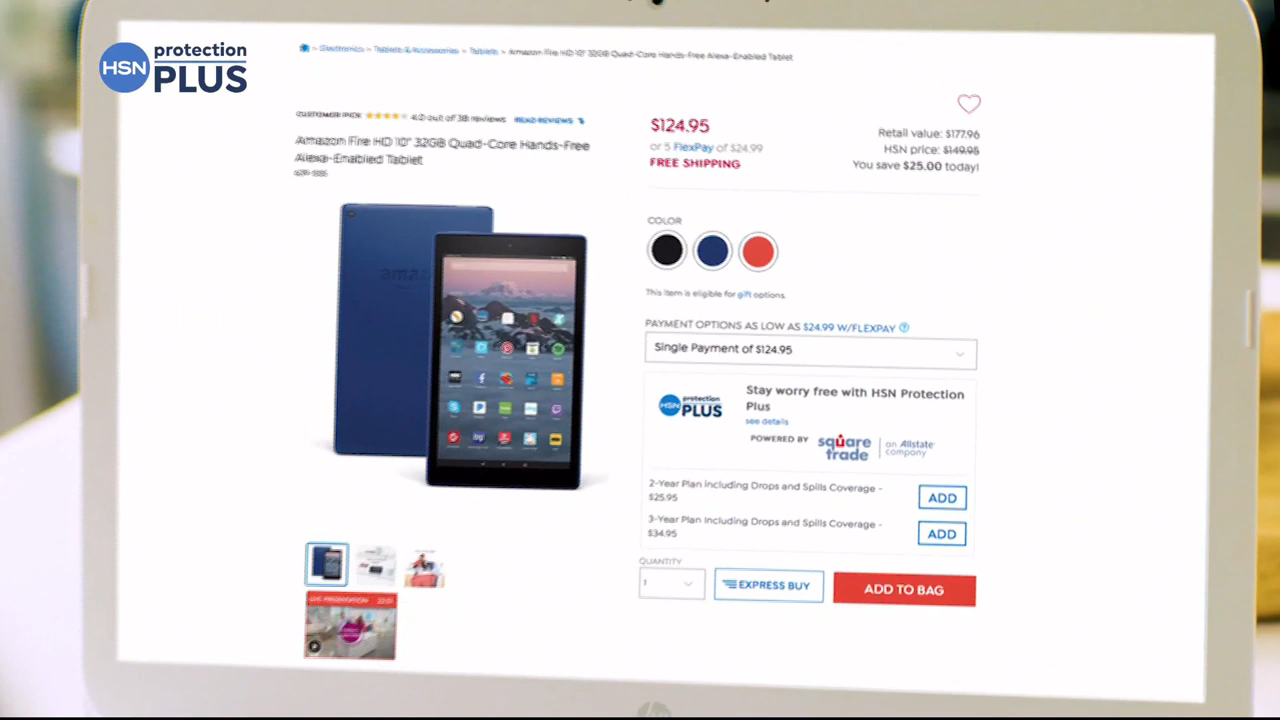 HSN protection PLUS
Electronics > Tablets & Accessories > Tablets > Amazon Fire HD 10" 32GB Quad-Core Hands-Free Alexa-Enabled Tablet
CUSTOMER PICK 4.0 out of 38 reviews READ REVIEWS
Amazon Fire HD 10" 32GB Quad-Core Hands-Free
Alexa-Enabled Tablet
$124.95
or 5 FlexPay of $24.99
FREE SHIPPING
Retail value: $177.96
HSN price: $149.95
You save $25.00 today!
COLOR
This item is eligible for gift options.
PAYMENT OPTIONS AS LOW AS $24.99 W/FLEXPAY ?
Single Payment of $124.95
HSN protection PLUS
Stay worry free with HSN Protection
Plus
see details
POWERED BY square trade | an Allstate company
2-Year Plan including Drops and Spills Coverage -
$25.95
ADD
3-Year Plan Including Drops and Spills Coverage -
$34.95
ADD
QUANTITY
1
EXPRESS BUY
ADD TO BAG
amazon
hp